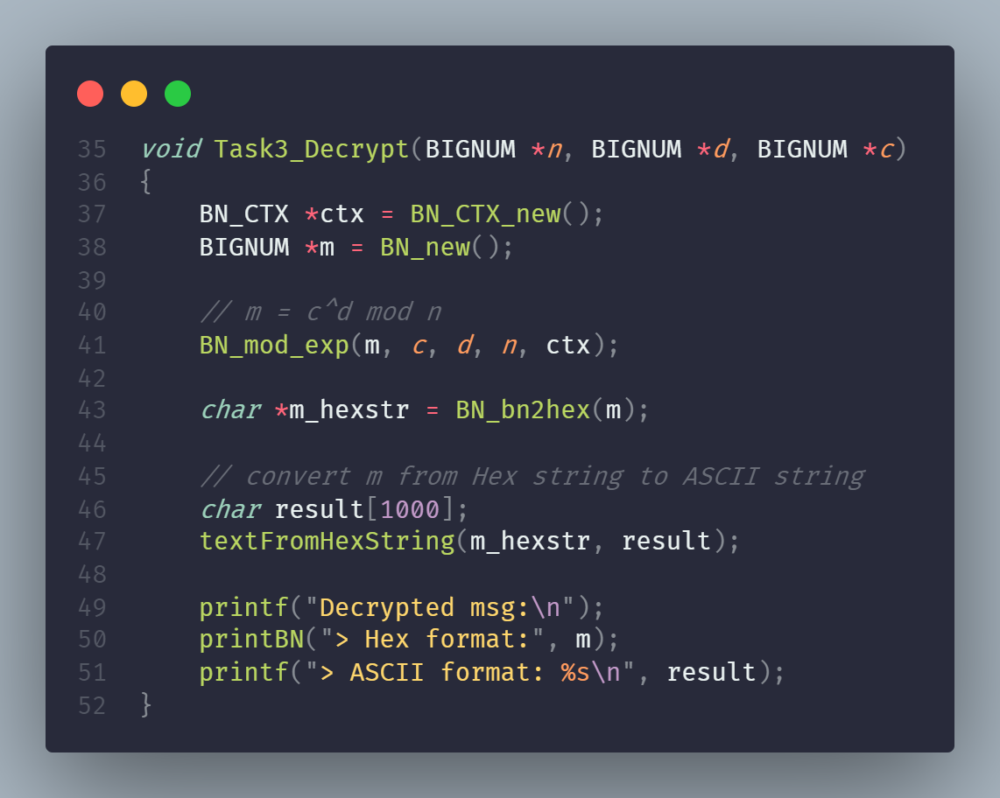 35 void Task3_Decrypt(BIGNUM *n, BIGNUM *d, BIGNUM *c)
36 {
37     BN_CTX *ctx = BN_CTX_new();
38     BIGNUM *m = BN_new();
39
40     // m = c^d mod n
41     BN_mod_exp(m, c, d, n, ctx);
42
43     char *m_hexstr = BN_bn2hex(m);
44
45     // convert m from Hex string to ASCII string
46     char result[1000];
47     textFromHexString(m_hexstr, result);
48
49     printf("Decrypted msg:\n");
50     printBN("> Hex format:", m);
51     printf("> ASCII format: %s\n", result);
52 }